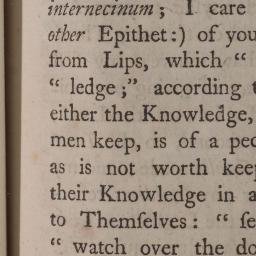 internecinum; I care
other Epithet:) of you
from Lips, which “
“ ledge;” according t
either the Knowledge,
men keep, is of a pec
as is not worth keep
their Knowledge in a
to Themſelves: “ ſe
“ watch over the do